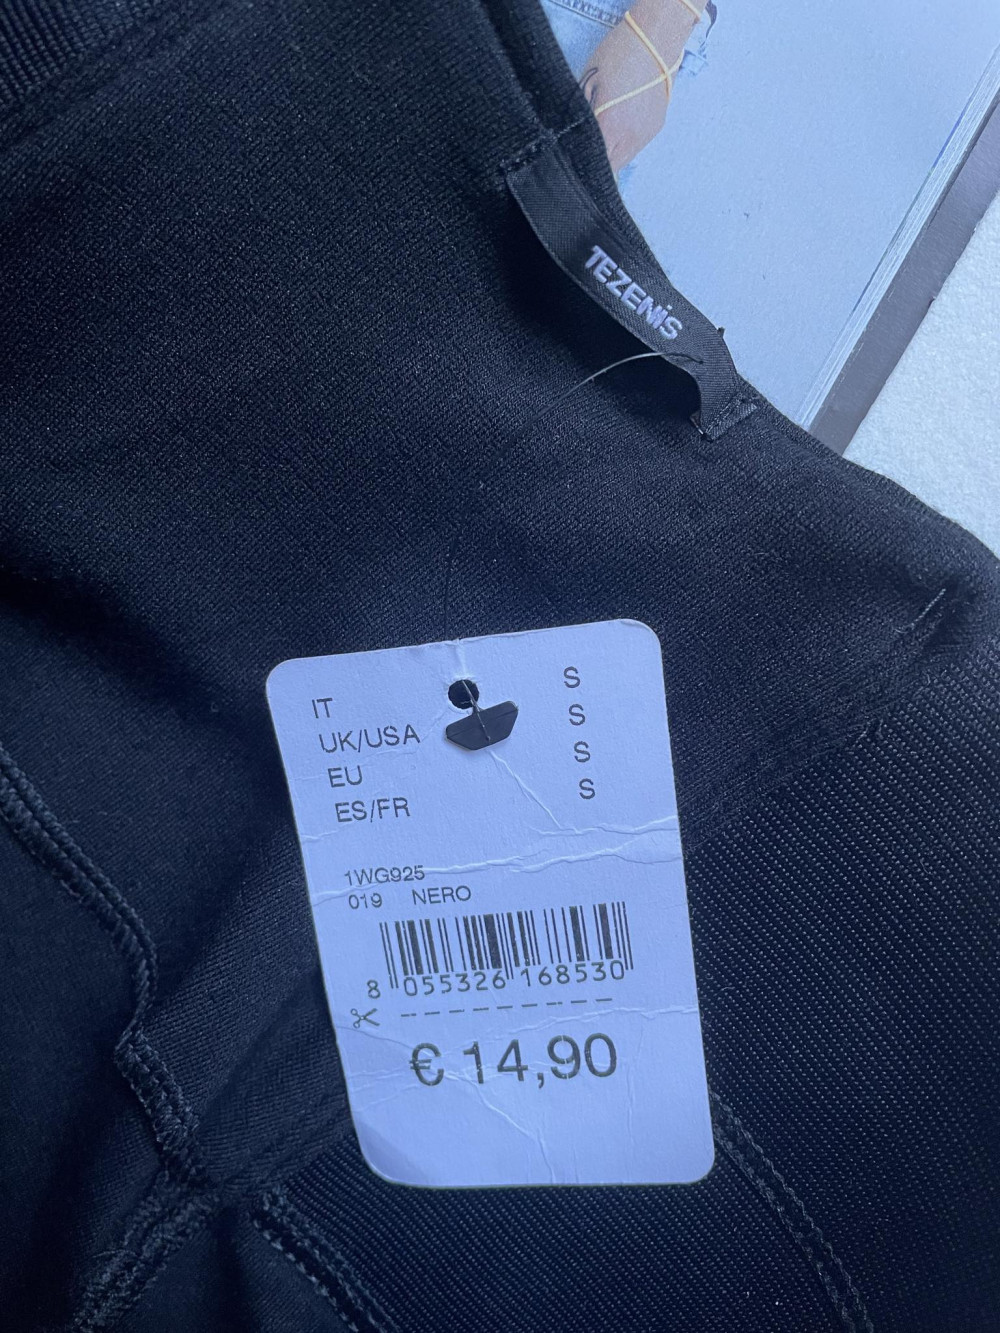 TEZENIS
IT S
UK/USA S
EU S
ES/FR S
1WG925
019 NERO
8 055326 168530
€ 14,90